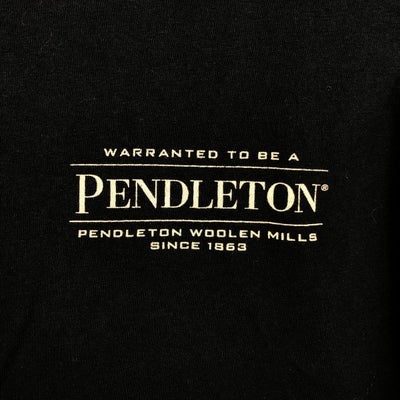 WARRANTED TO BE A
PENDLETON®
PENDLETON WOOLEN MILLS
SINCE 1863